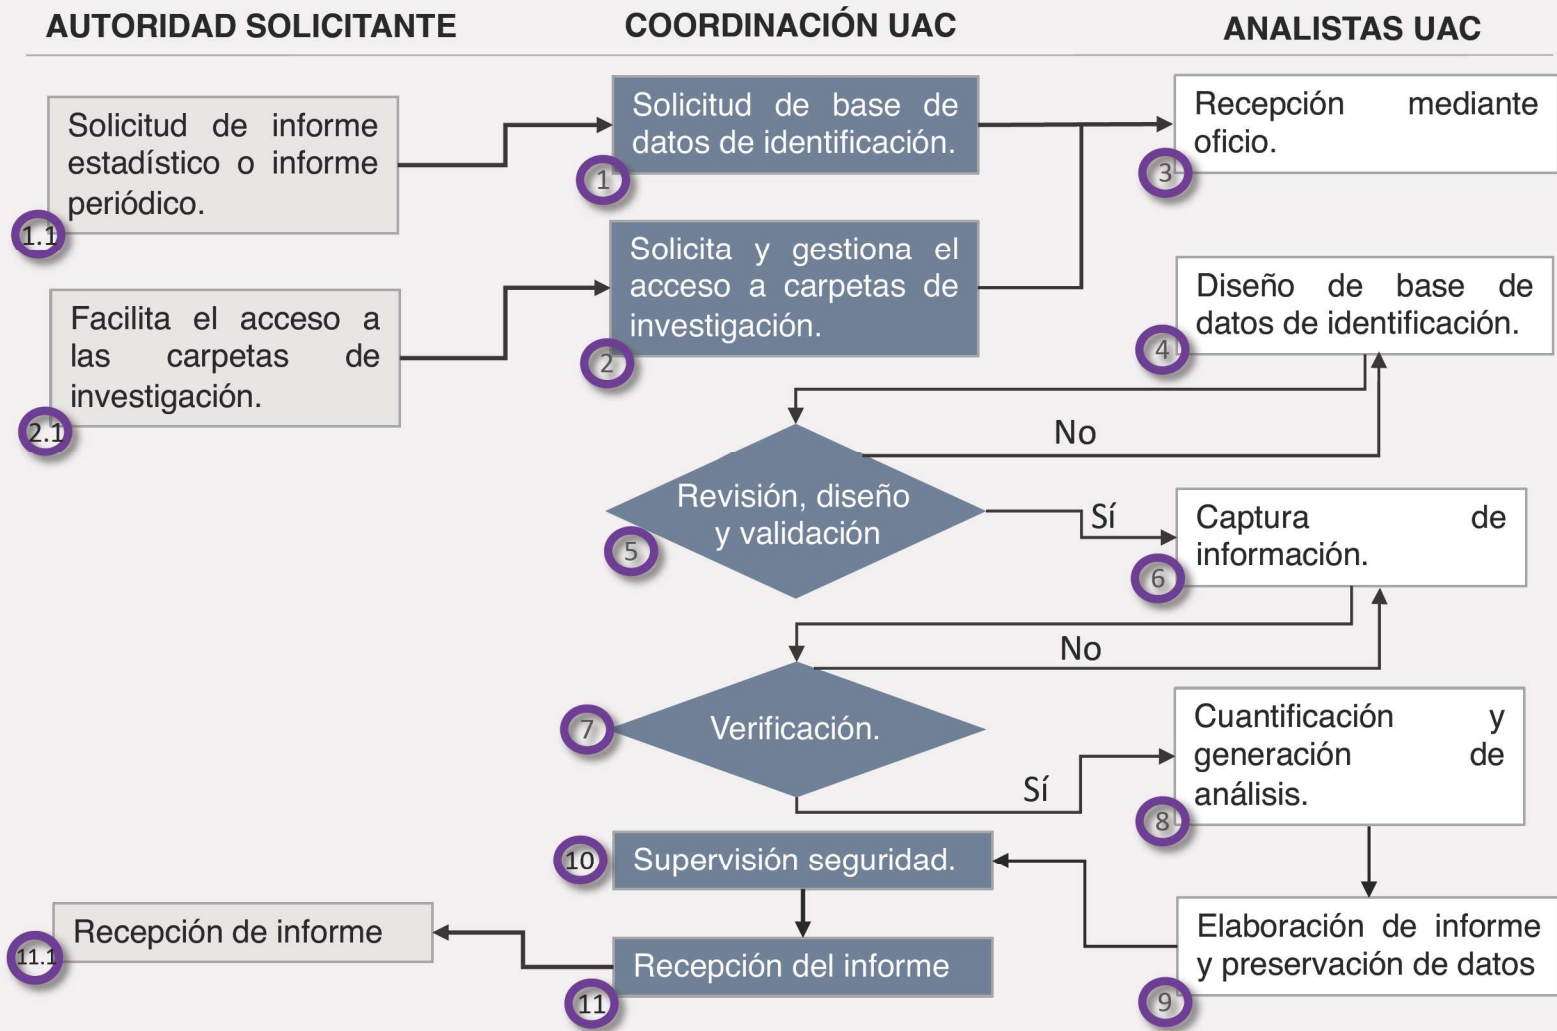 AUTORIDAD SOLICITANTE
COORDINACIÓN UAC
ANALISTAS UAC
Solicitud de informe
estadístico o informe
periódico.
1.1
Solicitud de base de
datos de identificación.
1
Recepción mediante
oficio.
3
Facilita el acceso a
las carpetas de
investigación.
2.1
Solicita y gestiona el
acceso a carpetas de
investigación.
2
Diseño de base de
datos de identificación.
4
No
Revisión, diseño
y validación
5
Sí
Captura de
información.
6
No
Verificación.
7
Sí
Cuantificación y
generación de
análisis.
8
Elaboración de informe
y preservación de datos
9
10
Supervisión seguridad.
Recepción del informe
11
Recepción de informe
11.1